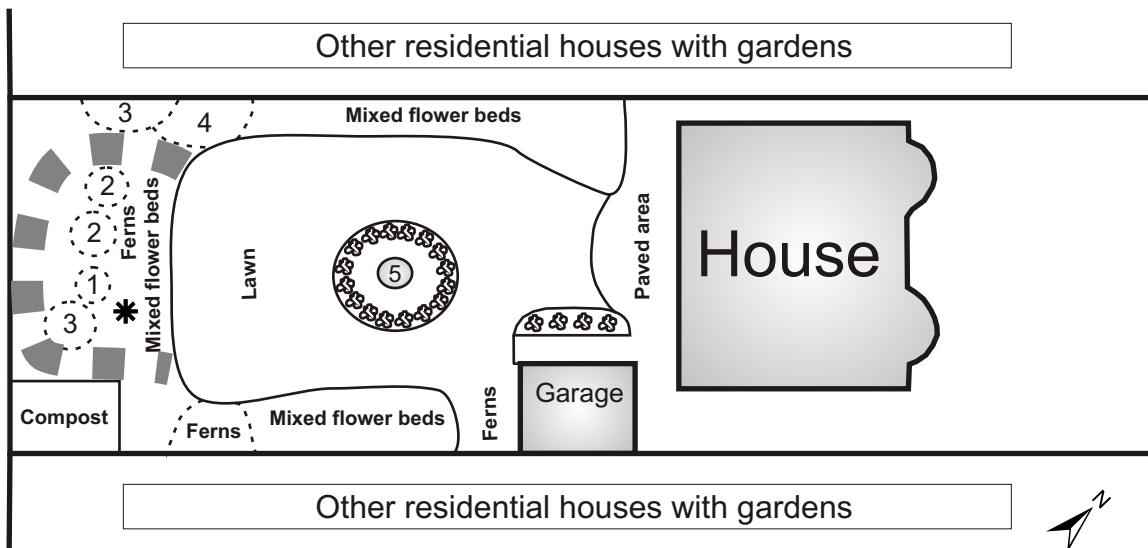 Other residential houses with gardens
3
4
Mixed flower beds
2
Ferns
Mixed flower beds
2
1
3
Lawn
5
Paved area
House
Compost
Ferns
Mixed flower beds
Ferns
Garage
Other residential houses with gardens
N